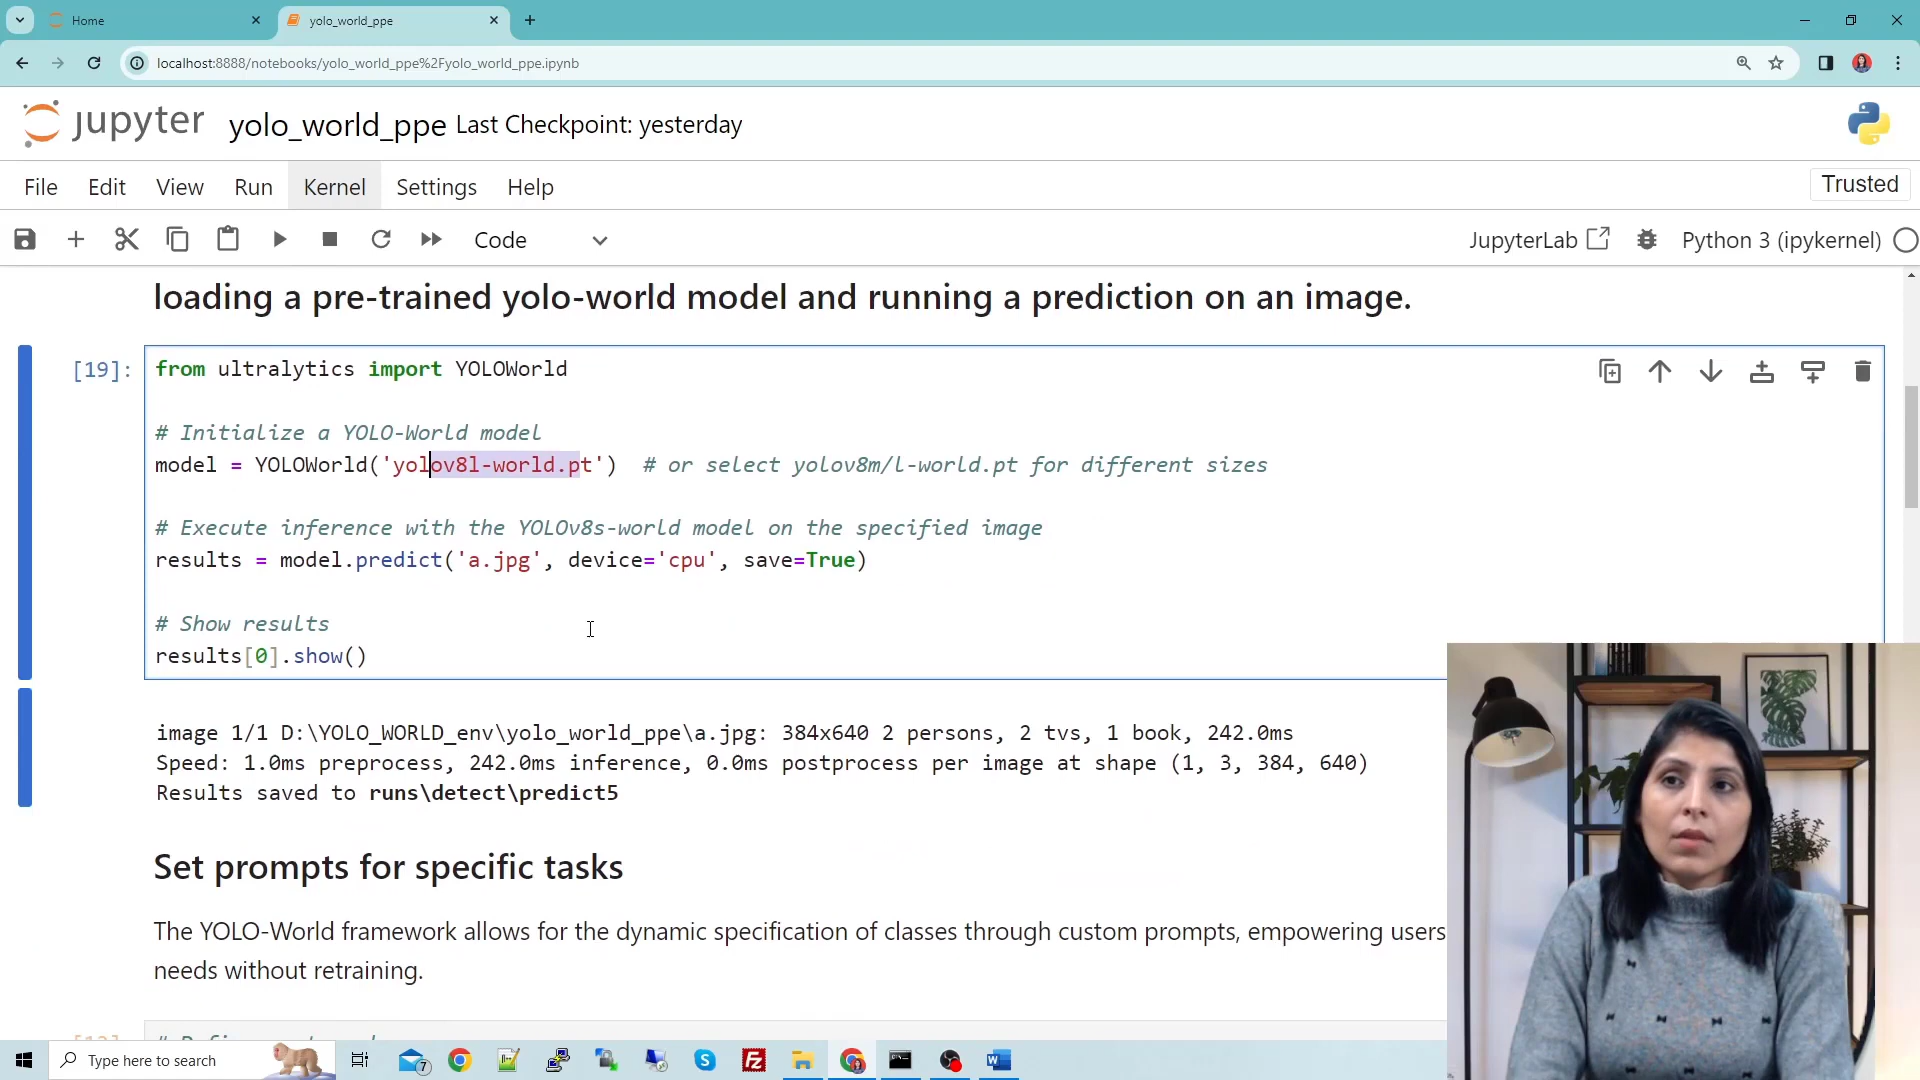 Home
yolo_world_ppe
localhost:8888/notebooks/yolo_world_ppe%2Fyolo_world_ppe.ipynb
jupyter yolo_world_ppe Last Checkpoint: yesterday
File Edit View Run Kernel Settings Help
Trusted
Code
JupyterLab
Python 3 (ipykernel)
loading a pre-trained yolo-world model and running a prediction on an image.
[19]:
from ultralytics import YOLOWorld
# Initialize a YOLO-World model
model = YOLOWorld('yolov8l-world.pt')  # or select yolov8m/l-world.pt for different sizes
# Execute inference with the YOLOv8s-world model on the specified image
results = model.predict('a.jpg', device='cpu', save=True)
# Show results
results[0].show()
image 1/1 D:\YOLO_WORLD_env\yolo_world_ppe\a.jpg: 384x640 2 persons, 2 tvs, 1 book, 242.0ms
Speed: 1.0ms preprocess, 242.0ms inference, 0.0ms postprocess per image at shape (1, 3, 384, 640)
Results saved to runs\detect\predict5
Set prompts for specific tasks
The YOLO-World framework allows for the dynamic specification of classes through custom prompts, empowering users
needs without retraining.
Type here to search
7